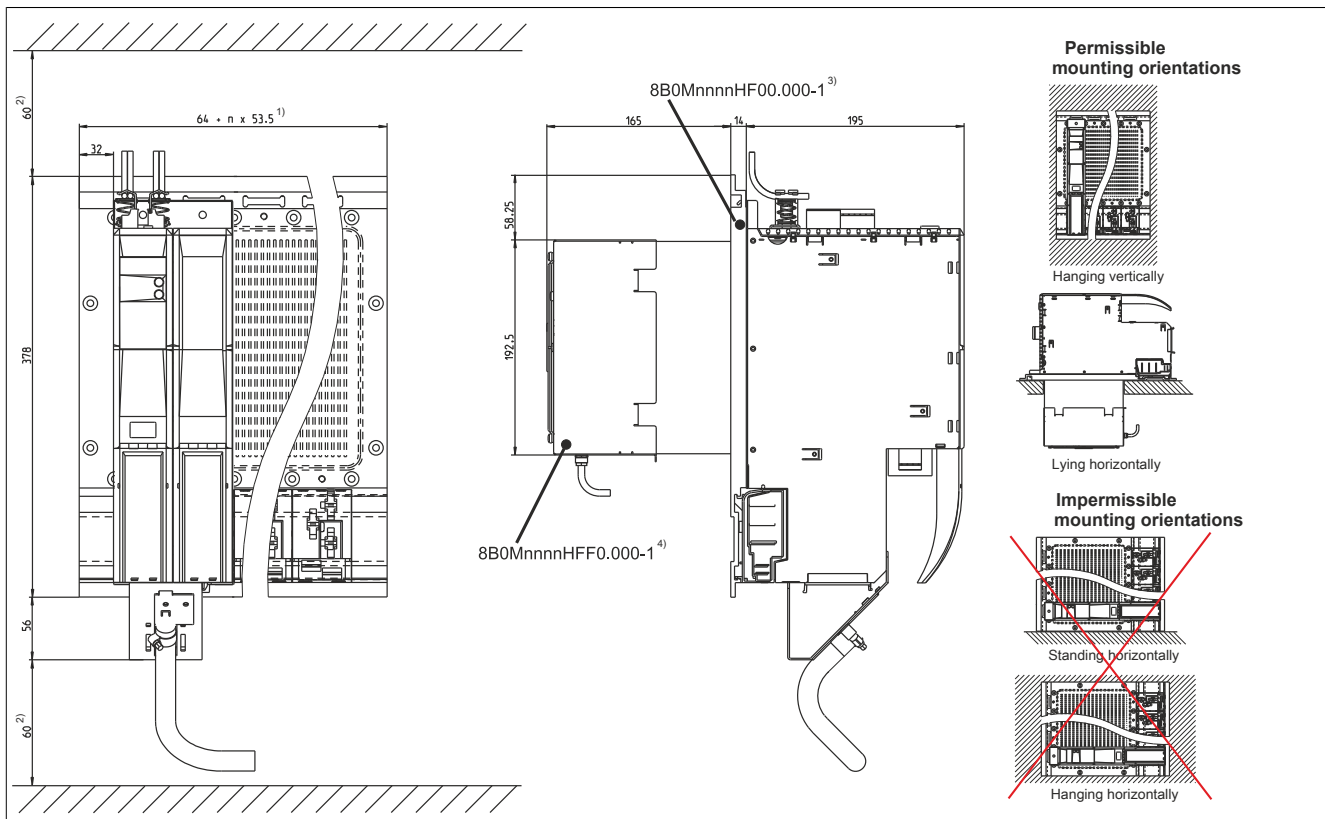 60 2)
64 + n x 53.5 1)
32
378
56
60 2)
8B0MnnnnHF00.000-1 3)
165
14
195
58.25
192.5
8B0MnnnnHFF0.000-1 4)
Permissible
mounting orientations
Hanging vertically
Lying horizontally
Impermissible
mounting orientations
Standing horizontally
Hanging horizontally